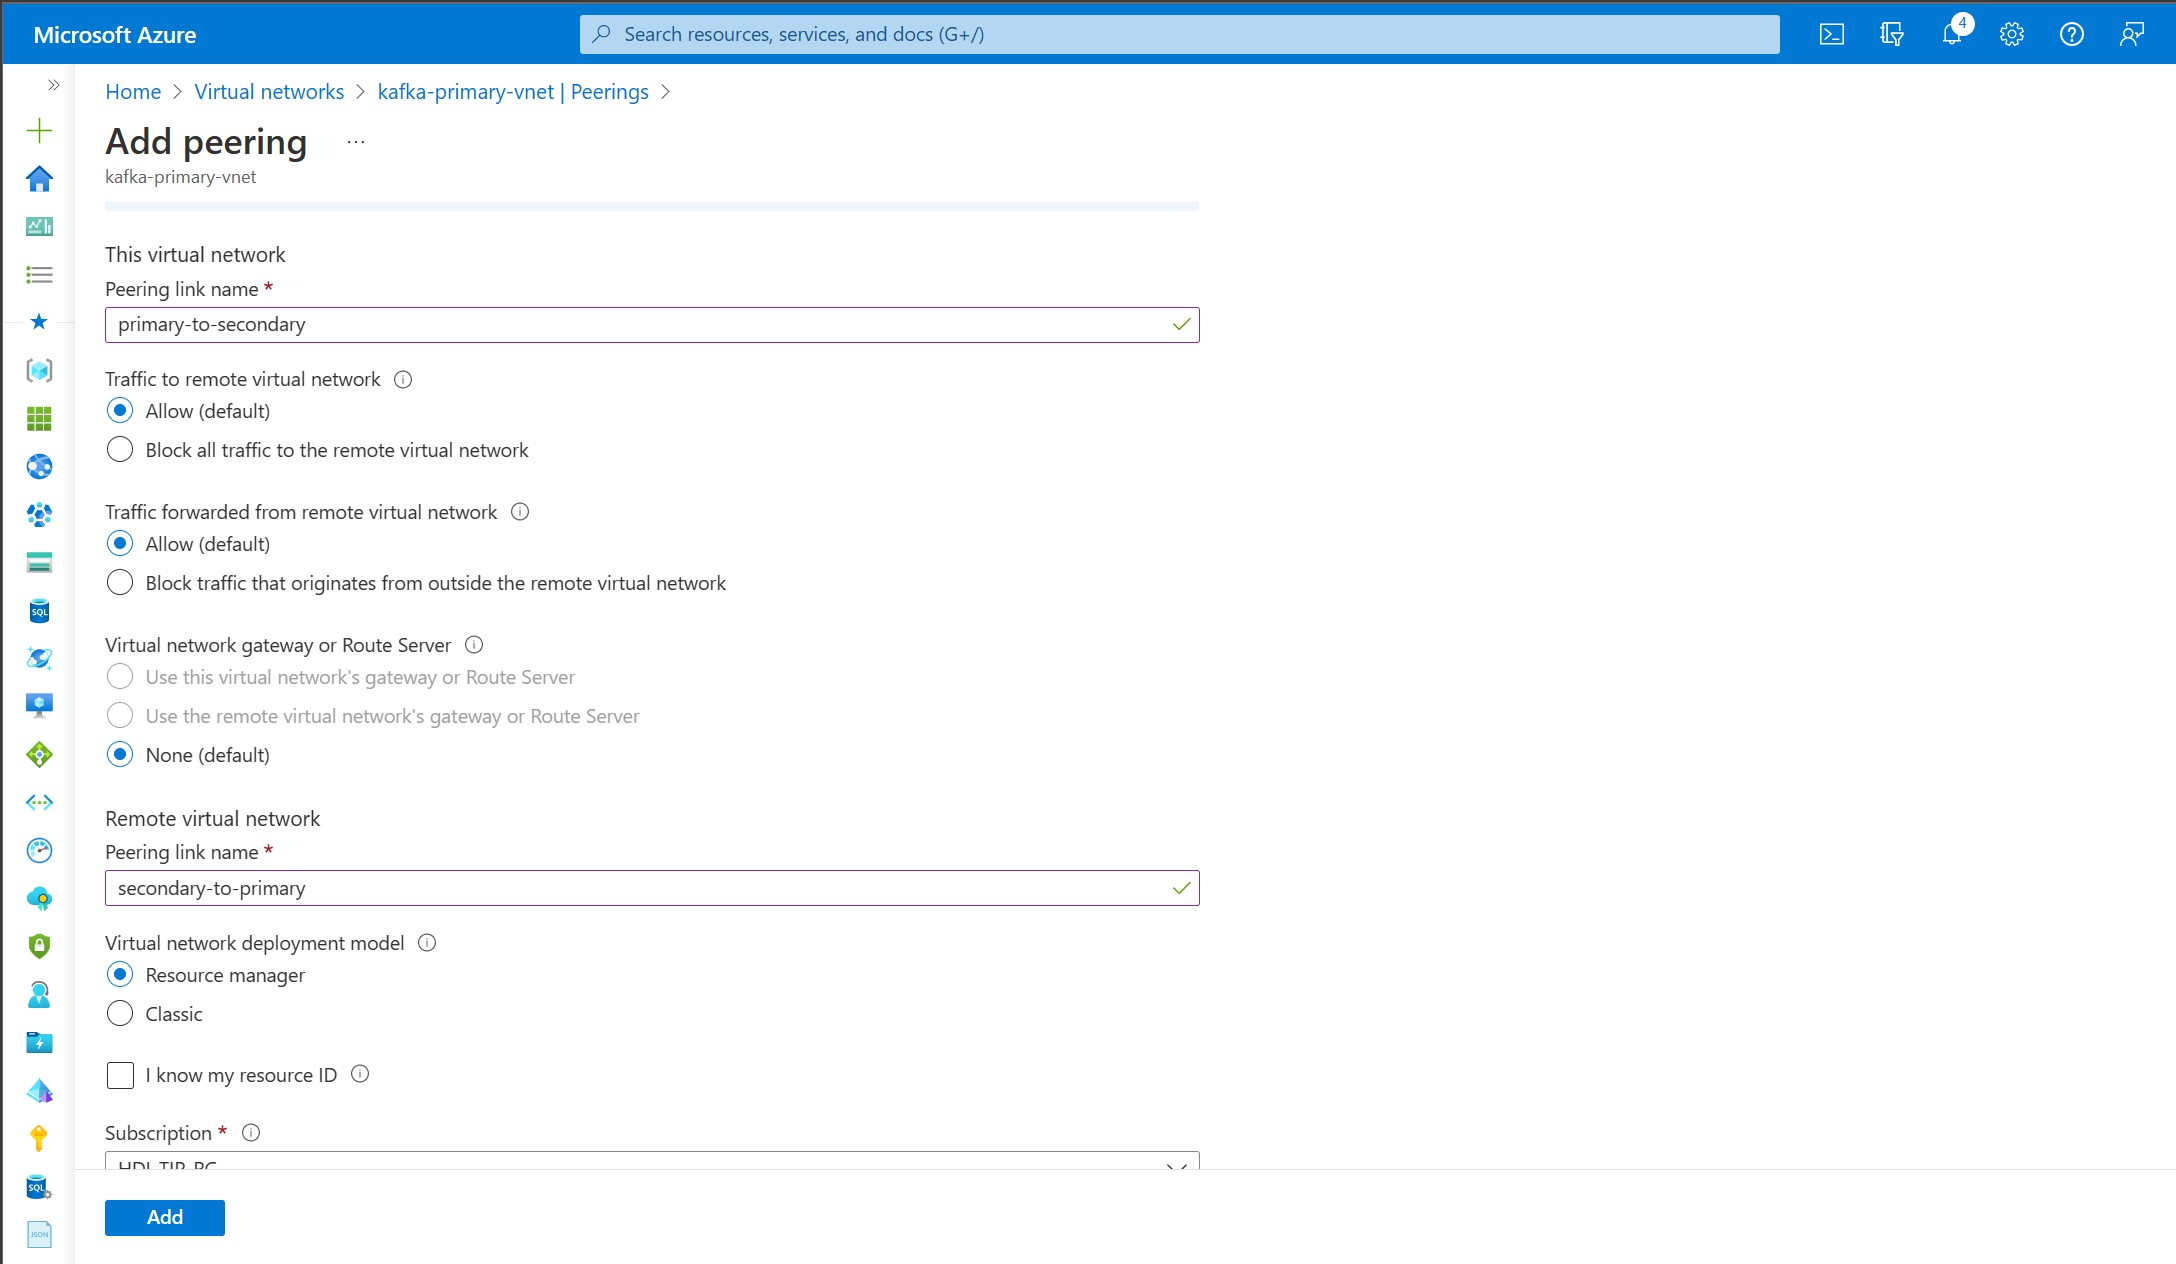 Microsoft Azure
Search resources, services, and docs (G+/)
4
Home > Virtual networks > kafka-primary-vnet | Peerings >
Add peering ...
kafka-primary-vnet
This virtual network
Peering link name *
primary-to-secondary
Traffic to remote virtual network
Allow (default)
Block all traffic to the remote virtual network
Traffic forwarded from remote virtual network
Allow (default)
Block traffic that originates from outside the remote virtual network
Virtual network gateway or Route Server
Use this virtual network's gateway or Route Server
Use the remote virtual network's gateway or Route Server
None (default)
Remote virtual network
Peering link name *
secondary-to-primary
Virtual network deployment model
Resource manager
Classic
I know my resource ID
Subscription *
Add
SQL
SQL
JSON